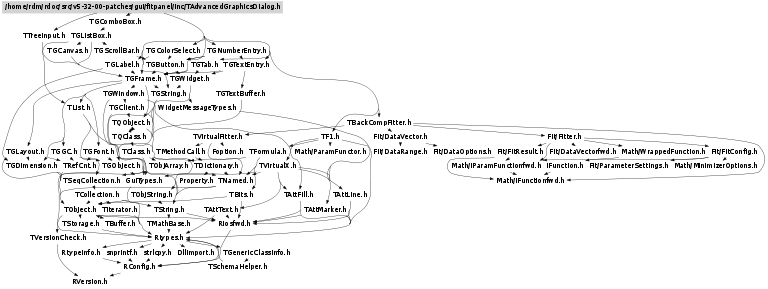 /home/rdm/rdoc/src/v5-32-00-patches/gui/fitpanel/inc/TAdvancedGraphicsDialog.h
TGComboBox.h
TTreeInput.h TGListBox.h
TGCanvas.h TGScrollBar.h TGColorSelect.h TGNumberEntry.h
TGLabel.h TGButton.h TGTab.h TGTextEntry.h
TGFrame.h TGWidget.h
TGWindow.h TGString.h TGTextBuffer.h
TList.h TGClient.h WidgetMessageTypes.h
TQObject.h TBackCompFitter.h
TQClass.h TVirtualFitter.h TF1.h Fit/DataVector.h Fit/Fitter.h
TGLayout.h TGGC.h TGFont.h TClass.h TMethodCall.h Foption.h TFormula.h Math/ParamFunctor.h Fit/DataRange.h Fit/DataOptions.h Fit/FitResult.h Fit/DataVectorfwd.h Math/WrappedFunction.h Fit/FitConfig.h
TGDimension.h TRefCnt.h TGObject.h TObjArray.h TDictionary.h TVirtualX.h Math/IParamFunctionfwd.h IFunction.h Fit/ParameterSettings.h Math/MinimizerOptions.h
TSeqCollection.h GuiTypes.h Property.h TNamed.h Math/IFunctionfwd.h
TCollection.h TObjString.h TBits.h TAttFill.h TAttLine.h
TObject.h TIterator.h TString.h TAttText.h TAttMarker.h
TStorage.h TBuffer.h TMathBase.h Riosfwd.h
TVersionCheck.h Rtypes.h
RtypeInfo.h snprintf.h strlcpy.h DllImport.h TGenericClassInfo.h
RConfig.h TSchemaHelper.h
RVersion.h